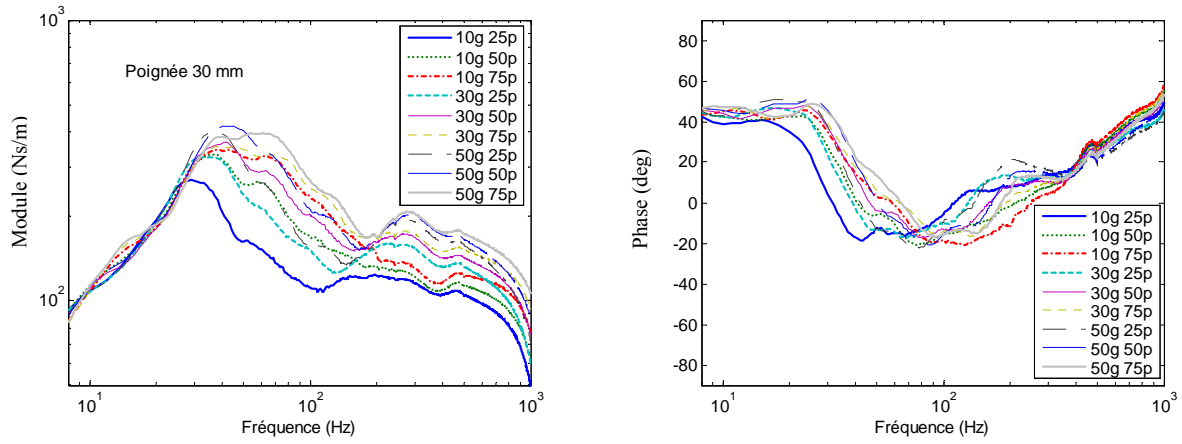 10³
10²
10¹ 10² 10³
Module (Ns/m)
Fréquence (Hz)
Poignée 30 mm
10g 25p
10g 50p
10g 75p
30g 25p
30g 50p
30g 75p
50g 25p
50g 50p
50g 75p
80
60
40
20
0
-20
-40
-60
-80
10¹ 10² 10³
Phase (deg)
Fréquence (Hz)
10g 25p
10g 50p
10g 75p
30g 25p
30g 50p
30g 75p
50g 25p
50g 50p
50g 75p